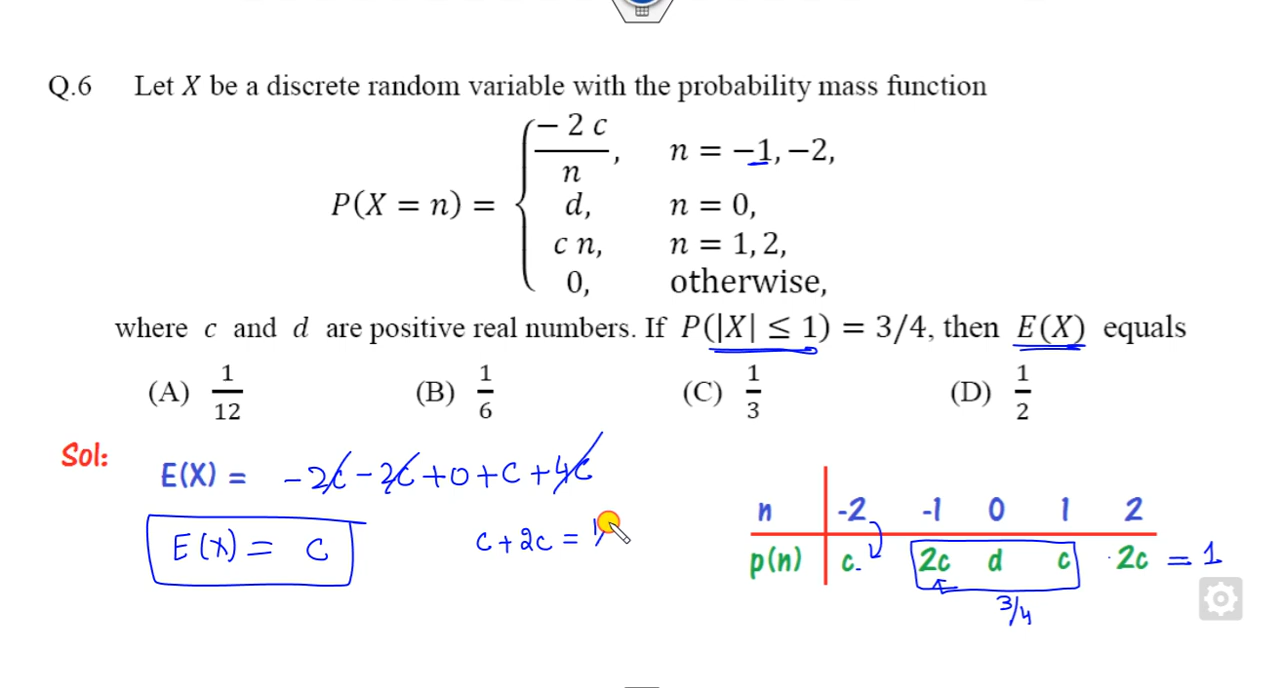 Q.6 Let X be a discrete random variable with the probability mass function
P(X = n) = { − 2 c / n, n = −1, −2,
d, n = 0,
c n, n = 1, 2,
0, otherwise,
where c and d are positive real numbers. If P(|X| ≤ 1) = 3/4, then E(X) equals
(A) 1/12 (B) 1/6 (C) 1/3 (D) 1/2
Sol:
E(X) = -2c - 2c + 0 + c + 4c
E(X) = c
c + 2c =
n -2 -1 0 1 2
p(n) c. 2c d c 2c = 1
3/4